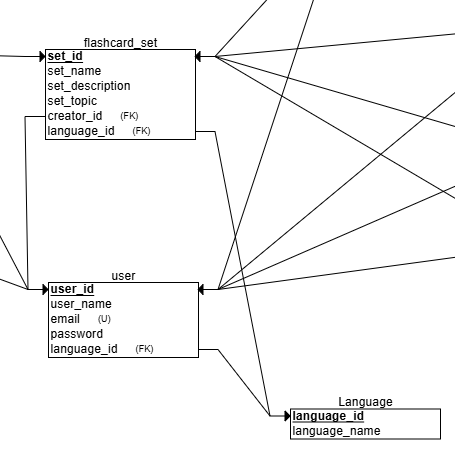 flashcard_set
set_id
set_name
set_description
set_topic
creator_id (FK)
language_id (FK)
user
user_id
user_name
email (U)
password
language_id (FK)
Language
language_id
language_name